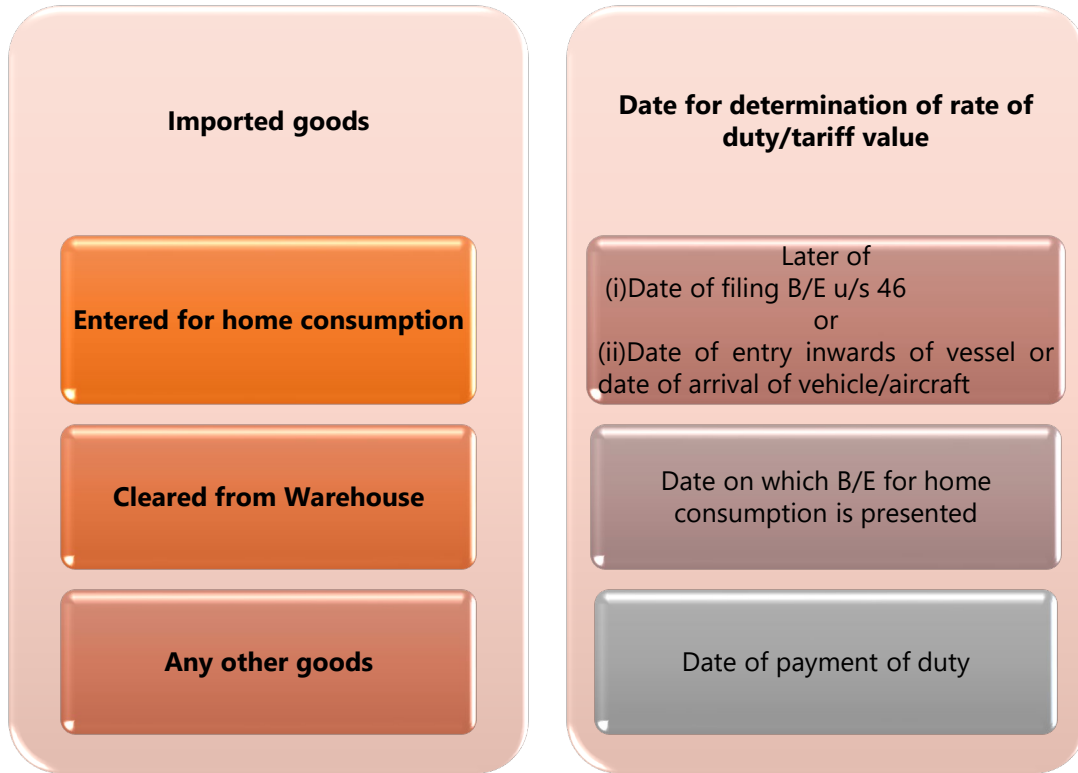 Imported goods
Date for determination of rate of
duty/tariff value
Entered for home consumption
Later of
(i)Date of filing B/E u/s 46
or
(ii)Date of entry inwards of vessel or
date of arrival of vehicle/aircraft
Cleared from Warehouse
Date on which B/E for home
consumption is presented
Any other goods
Date of payment of duty